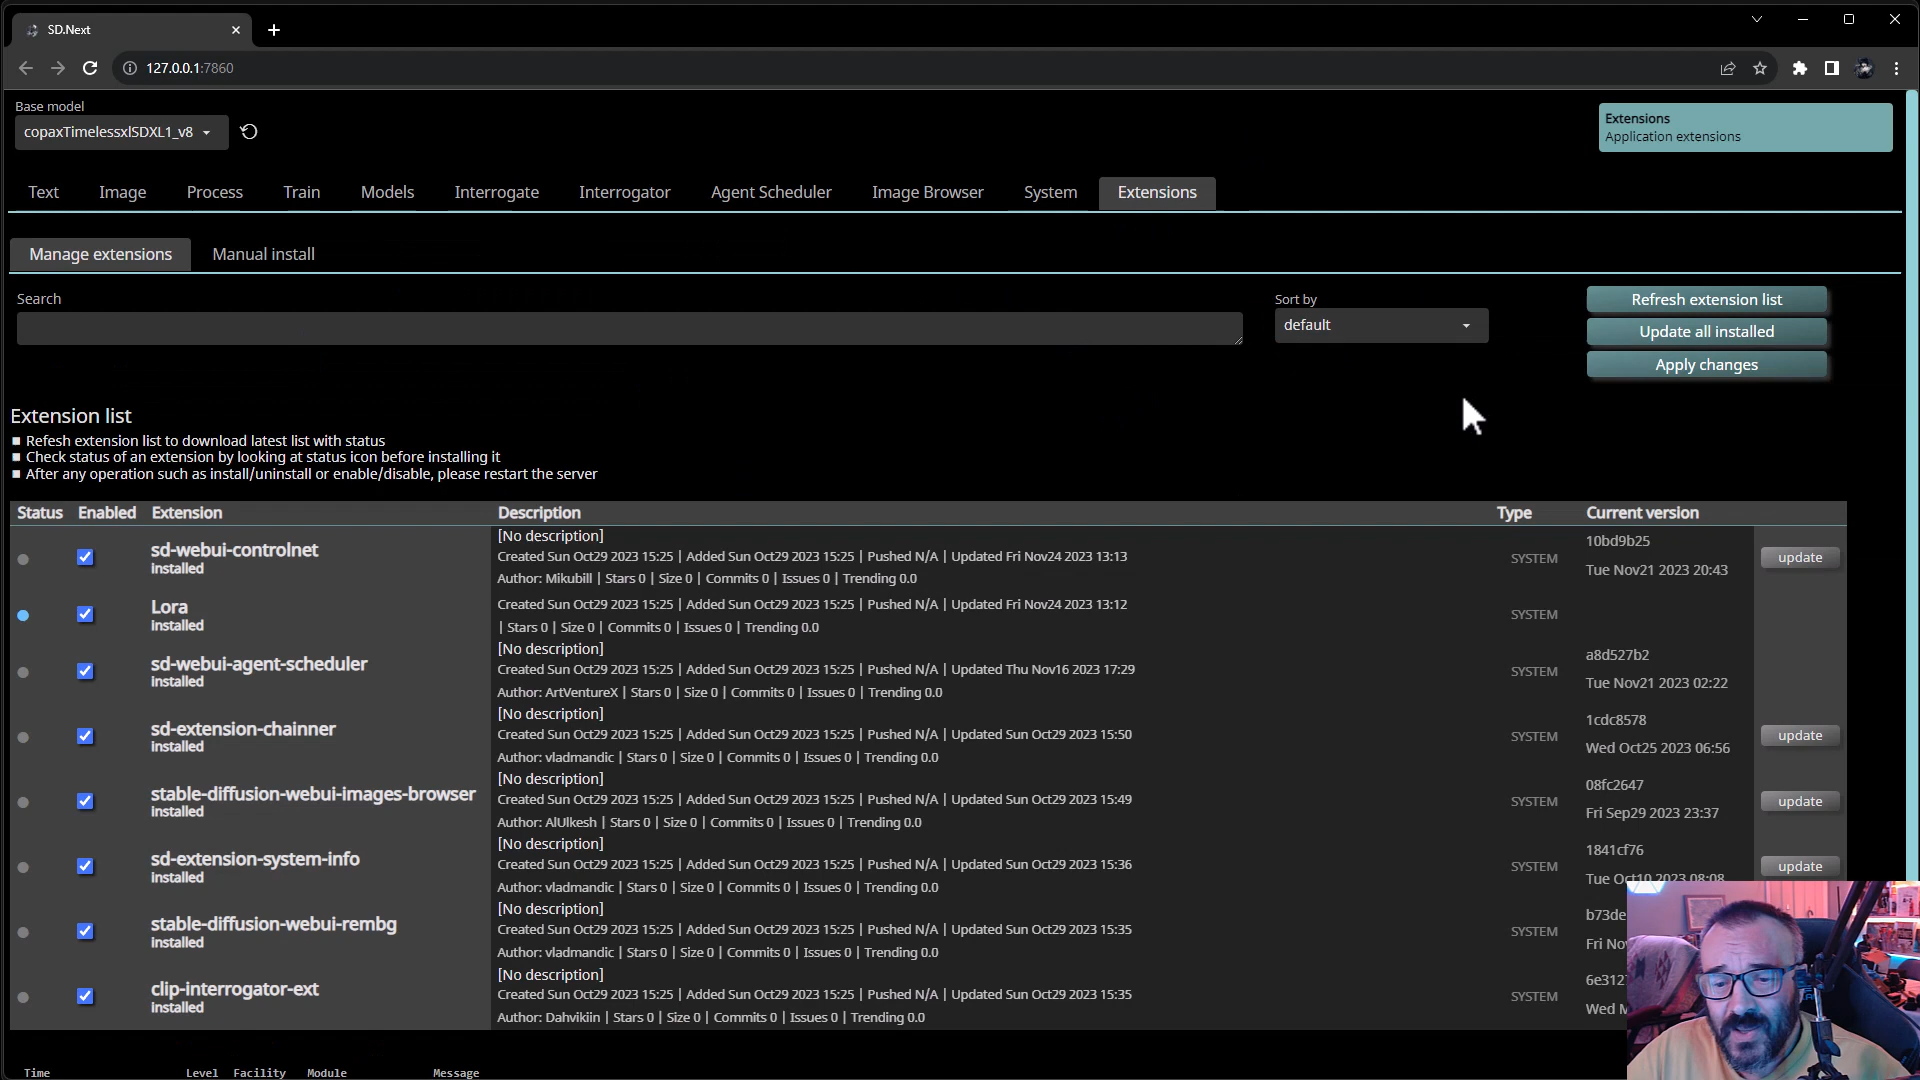 SD.Next
127.0.0.1:7860
Base model
copaxTimelessxlSDXL1_v8
Extensions
Application extensions
Text Image Process Train Models Interrogate Interrogator Agent Scheduler Image Browser System Extensions
Manage extensions Manual install
Search
Sort by
default
Refresh extension list
Update all installed
Apply changes
Extension list
Refesh extension list to download latest list with status
Check status of an extension by looking at status icon before installing it
After any operation such as install/uninstall or enable/disable, please restart the server
Status Enabled Extension Description Type Current version
sd-webui-controlnet
installed
[No description]
Created Sun Oct29 2023 15:25 | Added Sun Oct29 2023 15:25 | Pushed N/A | Updated Fri Nov24 2023 13:13
Author: Mikubill | Stars 0 | Size 0 | Commits 0 | Issues 0 | Trending 0.0
SYSTEM
10bd9b25
Tue Nov21 2023 20:43
update
Lora
installed
Created Sun Oct29 2023 15:25 | Added Sun Oct29 2023 15:25 | Pushed N/A | Updated Fri Nov24 2023 13:12
| Stars 0 | Size 0 | Commits 0 | Issues 0 | Trending 0.0
SYSTEM
sd-webui-agent-scheduler
installed
[No description]
Created Sun Oct29 2023 15:25 | Added Sun Oct29 2023 15:25 | Pushed N/A | Updated Thu Nov16 2023 17:29
Author: ArtVentureX | Stars 0 | Size 0 | Commits 0 | Issues 0 | Trending 0.0
SYSTEM
a8d527b2
Tue Nov21 2023 02:22
sd-extension-chainner
installed
[No description]
Created Sun Oct29 2023 15:25 | Added Sun Oct29 2023 15:25 | Pushed N/A | Updated Sun Oct29 2023 15:50
Author: vladmandic | Stars 0 | Size 0 | Commits 0 | Issues 0 | Trending 0.0
SYSTEM
1cdc8578
Wed Oct25 2023 06:56
update
stable-diffusion-webui-images-browser
installed
[No description]
Created Sun Oct29 2023 15:25 | Added Sun Oct29 2023 15:25 | Pushed N/A | Updated Sun Oct29 2023 15:49
Author: AlUlkesh | Stars 0 | Size 0 | Commits 0 | Issues 0 | Trending 0.0
SYSTEM
08fc2647
Fri Sep29 2023 23:37
update
sd-extension-system-info
installed
[No description]
Created Sun Oct29 2023 15:25 | Added Sun Oct29 2023 15:25 | Pushed N/A | Updated Sun Oct29 2023 15:36
Author: vladmandic | Stars 0 | Size 0 | Commits 0 | Issues 0 | Trending 0.0
SYSTEM
1841cf76
Tue Oct10 2023 08:08
update
stable-diffusion-webui-rembg
installed
[No description]
Created Sun Oct29 2023 15:25 | Added Sun Oct29 2023 15:25 | Pushed N/A | Updated Sun Oct29 2023 15:35
Author: vladmandic | Stars 0 | Size 0 | Commits 0 | Issues 0 | Trending 0.0
SYSTEM
b73de
Fri No
clip-interrogator-ext
installed
[No description]
Created Sun Oct29 2023 15:25 | Added Sun Oct29 2023 15:25 | Pushed N/A | Updated Sun Oct29 2023 15:35
Author: Dahvikiin | Stars 0 | Size 0 | Commits 0 | Issues 0 | Trending 0.0
SYSTEM
6e312
Wed M
Time Level Facility Module Message